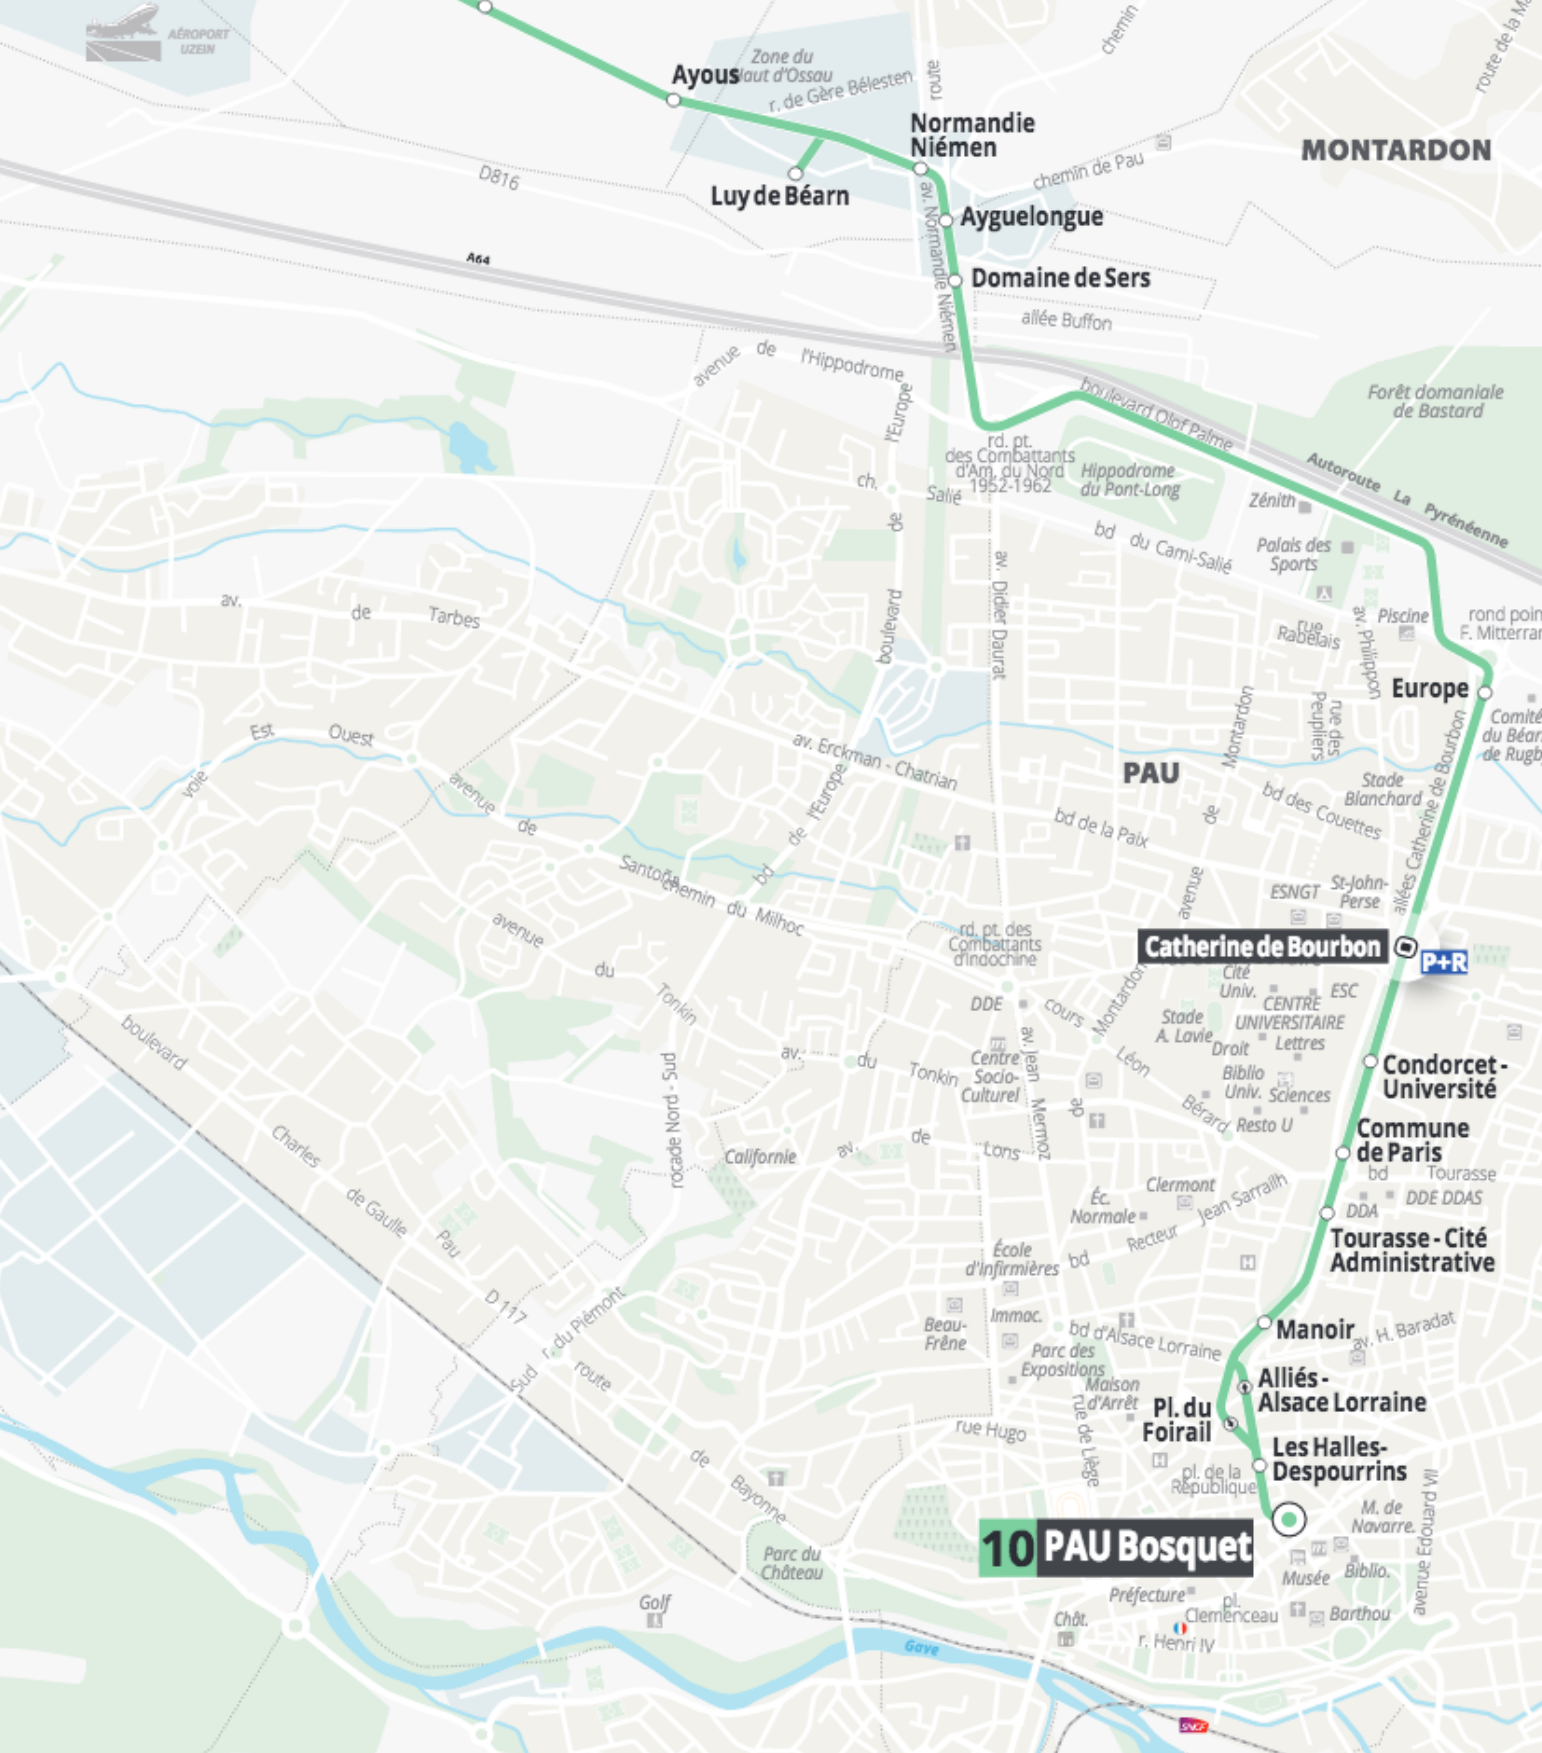 AÉROPORT
UZEIN
Ayous
Zone du
Haut d'Ossau
r. de Gère Bélesten
route
chemin
route de la
Normandie
Niémen
MONTARDON
chemin de Pau
D816
Luy de Béarn
av. Normandie Niémen
Ayguelongue
A64
Domaine de Sers
allée Buffon
avenue de l'Hippodrome
boulevard Olof Palme
Forêt domaniale
de Bastard
boulevard de l'Europe
rd. pt.
des Combattants
d'Am. du Nord
1952-1962
Hippodrome
du Pont-Long
Autoroute La Pyrénéenne
ch. Salié
Zénith
bd du Cami-Salié
Palais des
Sports
av. Didier Daurat
av. de Tarbes
rue
Rabelais
av. Philippon
Piscine
rond poin
F. Mitterran
Europe
voie Est Ouest
Montardon
rue des
Peupliers
Comité
du Béar
de Rugb
av. Erckman - Chatrian
PAU
Stade
Blanchard
allées Catherine de Bourbon
avenue de Santoña
bd de l'Europe
bd de la Paix
bd des Couettes
chemin du Milhoc
avenue de
ESNGT
St-John-
Perse
avenue du Tonkin
rd. pt. des
Combattants
d'Indochine
Catherine de Bourbon
P+R
Cité
Univ.
ESC
DDE
cours Léon Bérard
Montardon
Stade
A. Lavie
CENTRE
UNIVERSITAIRE
Lettres
Droit
boulevard Charles de Gaulle
av. du Tonkin
Centre
Socio-
Culturel
av. Jean Mermoz
Biblio
Univ.
Sciences
Condorcet -
Université
rocade Nord - Sud
de
Resto U
Commune
de Paris
Californie
av. de Lons
bd Tourasse
Clermont
Éc.
Normale
bd Recteur Jean Sarrailh
DDA
DDE DDAS
Pau
École
d'Infirmières
Tourasse - Cité
Administrative
D 117
Sud
r. du Piémont
Beau-
Frêne
Immac.
Manoir
av. H. Baradat
bd d'Alsace Lorraine
Parc des
Expositions
route de Bayonne
Maison
d'Arrêt
Alliés -
Alsace Lorraine
Pl. du
Foirail
rue Hugo
rue de Liège
Les Halles-
Despourrins
pl. de la
République
avenue Edouard VII
M. de
Navarre.
10 PAU Bosquet
Parc du
Château
Musée
Biblio.
Golf
Préfecture
pl.
Clemenceau
Barthou
Chât.
r. Henri IV
Gave
SNCF